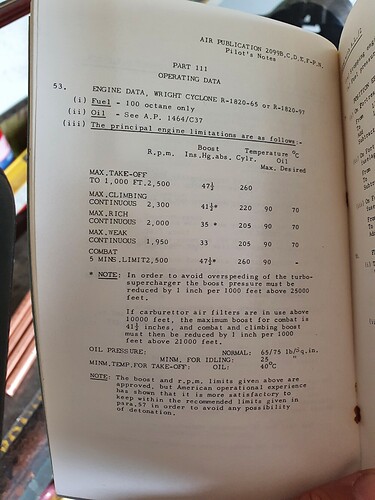 AIR PUBLICATION 2099B,C,D,E,F-P.N.
Pilot's Notes
PART III
OPERATING DATA
53. ENGINE DATA, WRIGHT CYCLONE R-1820-65 or R-1820-97
(i) Fuel - 100 octane only
(ii) Oil - See A.P. 1464/C37
(iii) The principal engine limitations are as follows:-
Boost Temperature °C
R.p.m. Ins.Hg.abs. Cylr. Oil
Max. Desired
MAX.TAKE-OFF
TO 1,000 FT. 2,500 47½ 260
MAX.CLIMBING
CONTINUOUS 2,300 41½* 220 90 70
MAX.RICH
CONTINUOUS 2,000 35 * 205 90 70
MAX.WEAK
CONTINUOUS 1,950 33 205 90 70
COMBAT
5 MINS.LIMIT2,500 47½* 260 90 -
* NOTE: In order to avoid overspeeding of the turbo-
supercharger the boost pressure must be
reduced by 1 inch per 1000 feet above 25000
feet.
If carburettor air filters are in use above
10000 feet, the maximum boost for combat is
41½ inches, and combat and climbing boost
must then be reduced by 1 inch per 1000
feet above 21000 feet.
OIL PRESSURE: NORMAL: 65/75 lb/sq.in.
MINM. FOR IDLING: 25 "
MINM.TEMP.FOR TAKE-OFF: OIL: 40°C
NOTE: The boost and r.p.m. limits given above are
approved, but American operational experience
has shown that it is more satisfactory to
keep within the recommended limits given in
para.57 in order to avoid any possibility
of detonation.